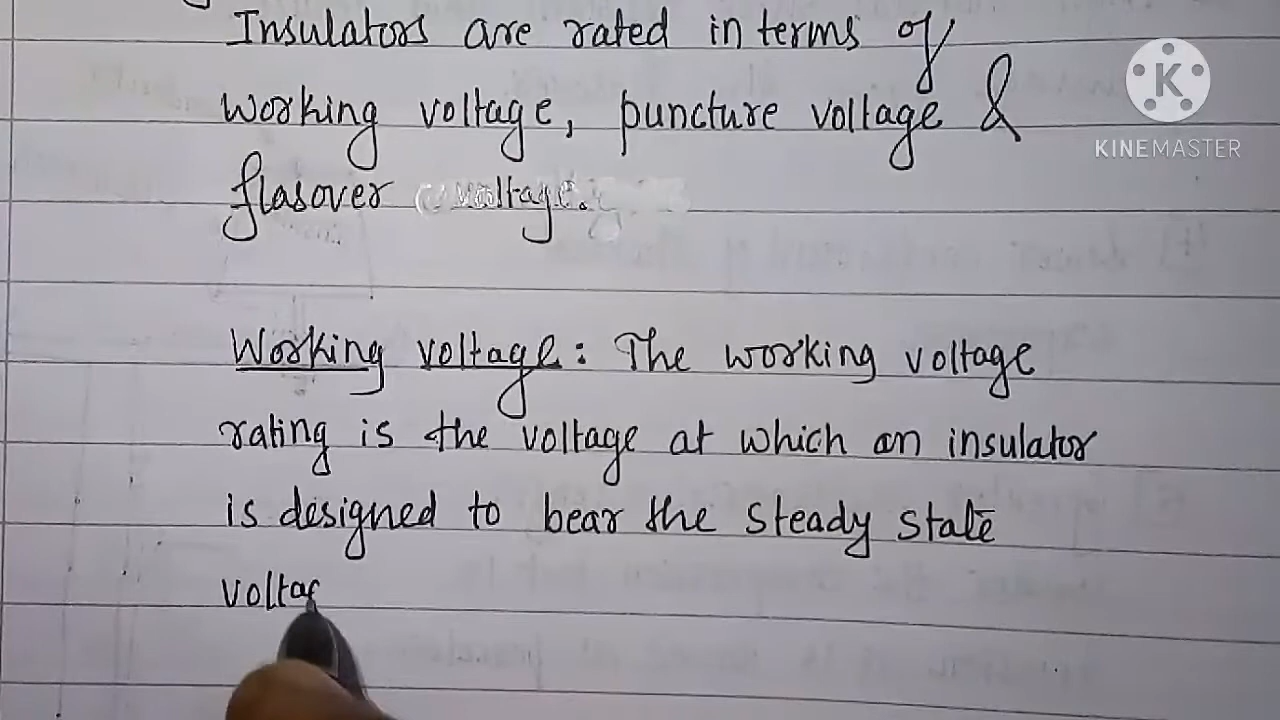 Insulators are rated in terms of
working voltage, puncture voltage &
flasover voltage.
Working voltage: The working voltage
rating is the voltage at which an insulator
is designed to bear the steady state
volta
K
KINEMASTER